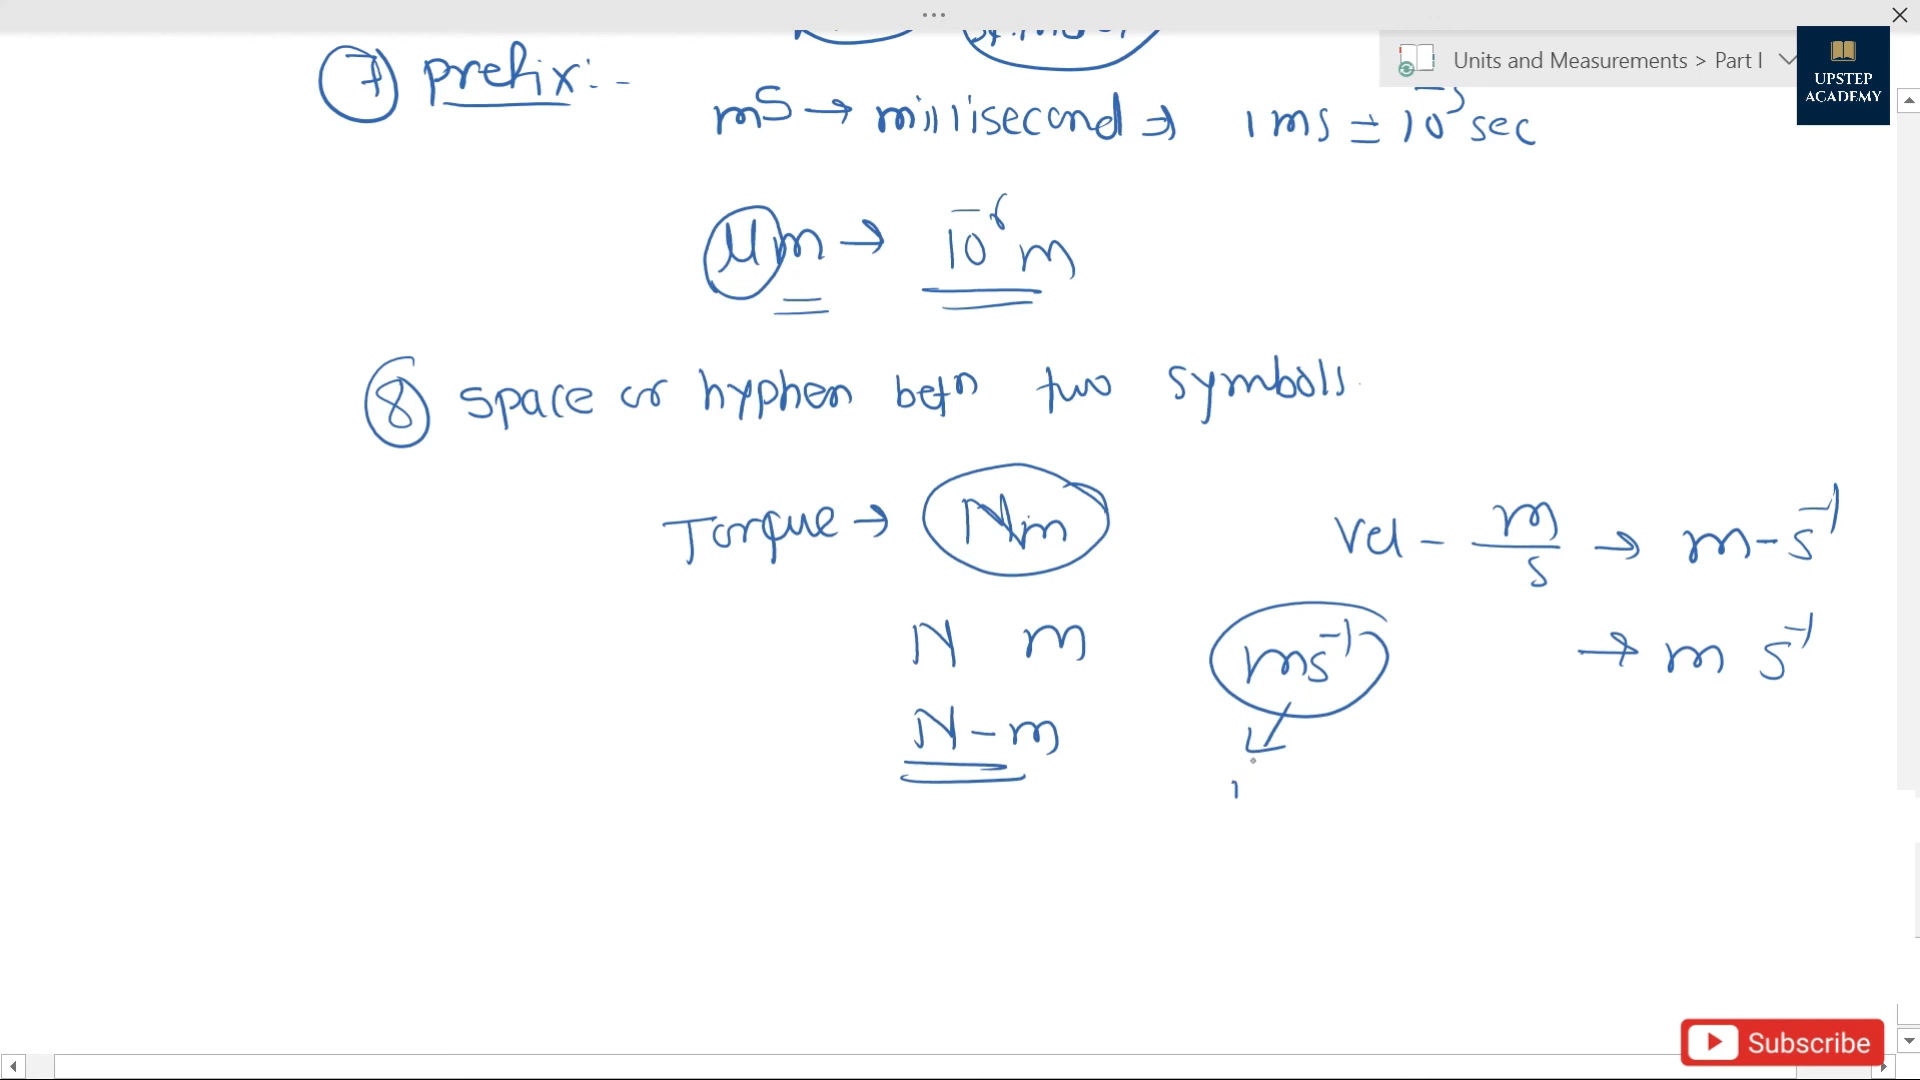 Units and Measurements > Part I
UPSTEP
ACADEMY
7 prefix:-
ms → millisecond ⇒ 1 ms = 10⁻³ sec
μm → 10⁻⁶ m
8 space or hyphen betⁿ two symbols.
Torque → Nm
Vel - m/s → m-s⁻¹
N m
ms⁻¹
→ m s⁻¹
N-m
Subscribe